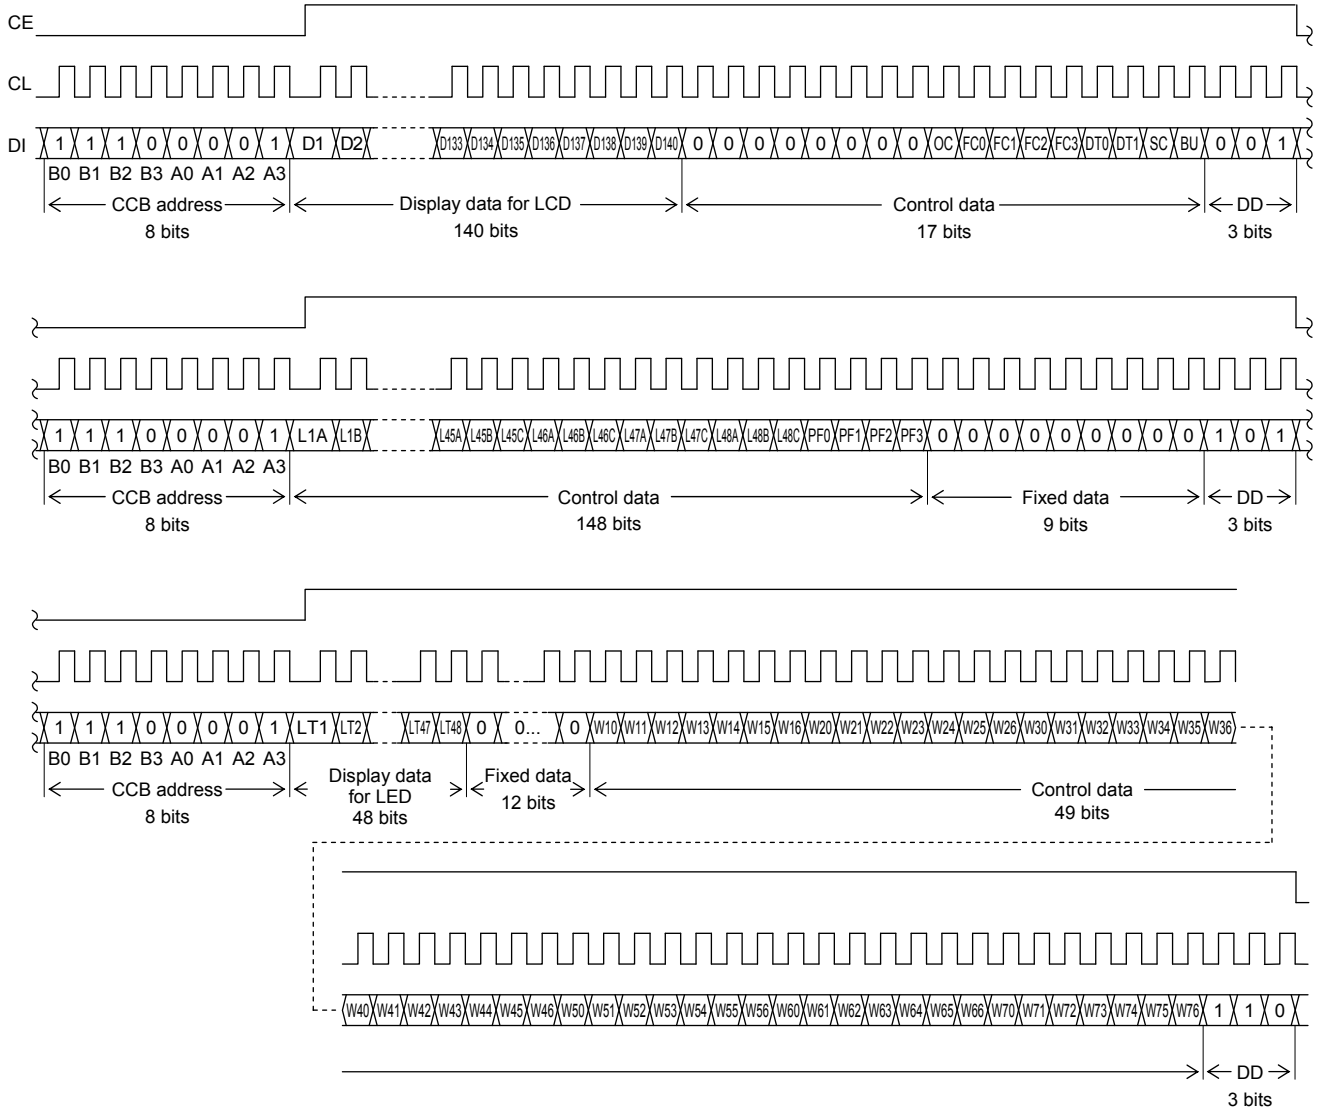 CE
CL
DI 1 1 1 0 0 0 0 1 D1 D2 D133 D134 D135 D136 D137 D138 D139 D140 0 0 0 0 0 0 0 0 OC FC0 FC1 FC2 FC3 DT0 DT1 SC BU 0 0 1
B0 B1 B2 B3 A0 A1 A2 A3
CCB address Display data for LCD Control data DD
8 bits 140 bits 17 bits 3 bits
1 1 1 0 0 0 0 1 L1A L1B L45A L45B L45C L46A L46B L46C L47A L47B L47C L48A L48B L48C PF0 PF1 PF2 PF3 0 0 0 0 0 0 0 0 0 1 0 1
B0 B1 B2 B3 A0 A1 A2 A3
CCB address Control data Fixed data DD
8 bits 148 bits 9 bits 3 bits
1 1 1 0 0 0 0 1 LT1 LT2 LT47 LT48 0 0... 0 W10 W11 W12 W13 W14 W15 W16 W20 W21 W22 W23 W24 W25 W26 W30 W31 W32 W33 W34 W35 W36
B0 B1 B2 B3 A0 A1 A2 A3
CCB address Display data Fixed data Control data
for LED
8 bits 48 bits 12 bits 49 bits
W40 W41 W42 W43 W44 W45 W46 W50 W51 W52 W53 W54 W55 W56 W60 W61 W62 W63 W64 W65 W66 W70 W71 W72 W73 W74 W75 W76 1 1 0
DD
3 bits